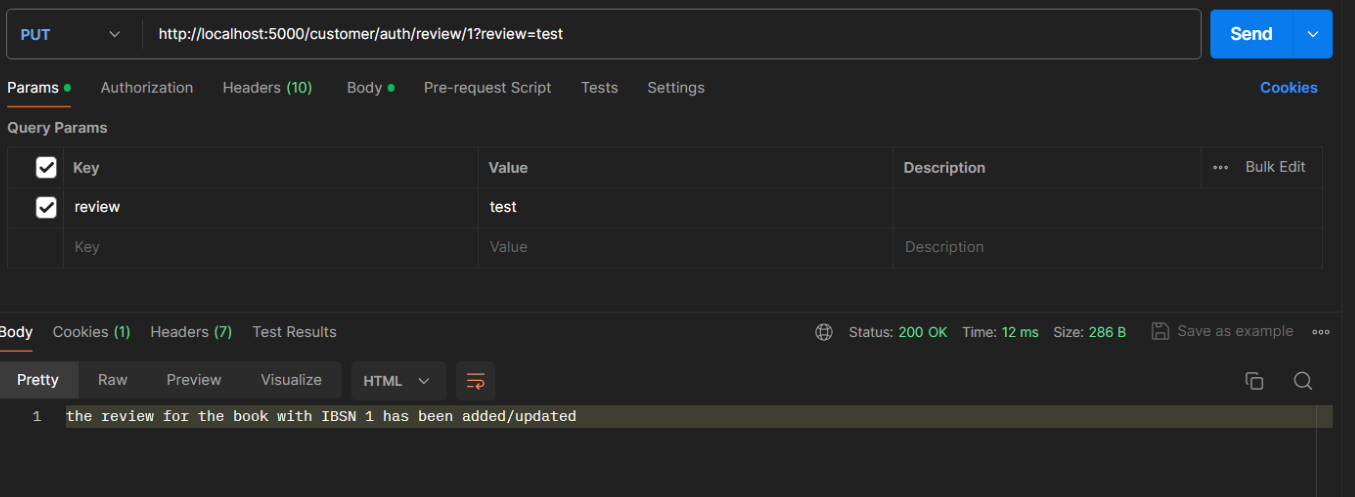 PUT http://localhost:5000/customer/auth/review/1?review=test Send
Params Authorization Headers (10) Body Pre-request Script Tests Settings Cookies
Query Params
Key Value Description Bulk Edit
review test
Key Value Description
Body Cookies (1) Headers (7) Test Results Status: 200 OK Time: 12 ms Size: 286 B Save as example
Pretty Raw Preview Visualize HTML
1 the review for the book with IBSN 1 has been added/updated